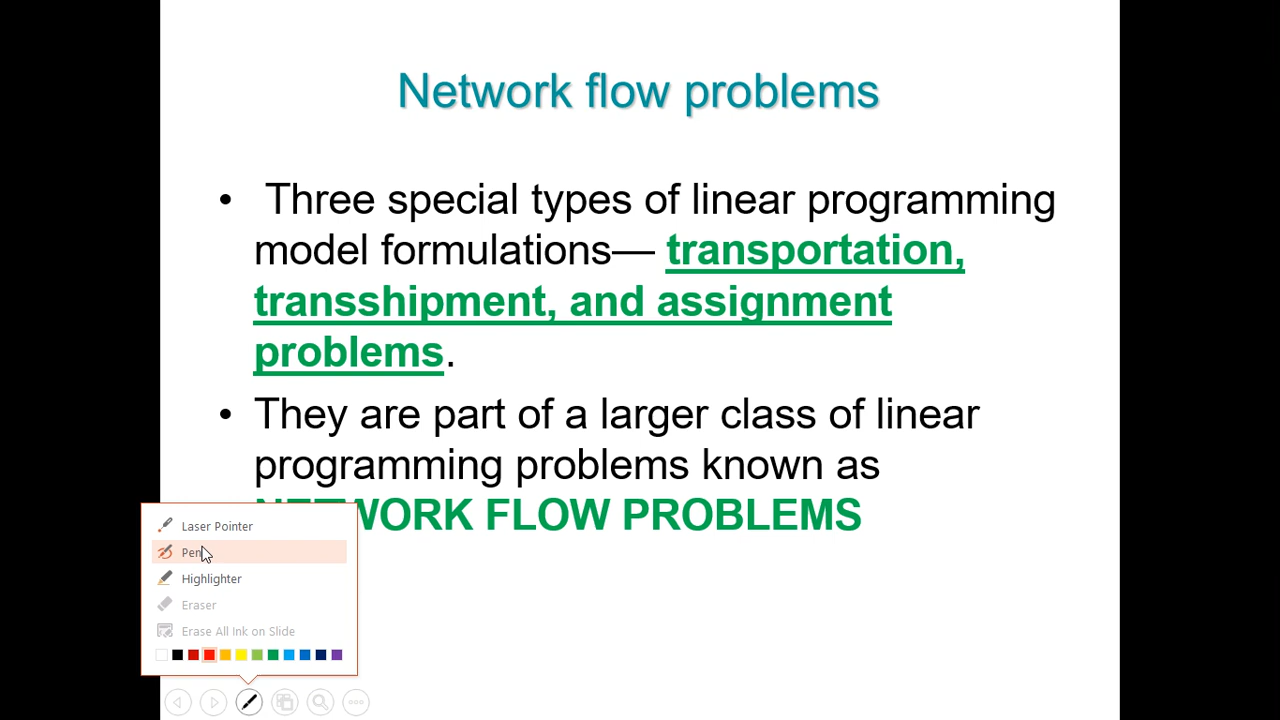 Network flow problems
• Three special types of linear programming
model formulations— transportation,
transshipment, and assignment
problems.
• They are part of a larger class of linear
programming problems known as
NETWORK FLOW PROBLEMS
Laser Pointer
Pen
Highlighter
Eraser
Erase All Ink on Slide